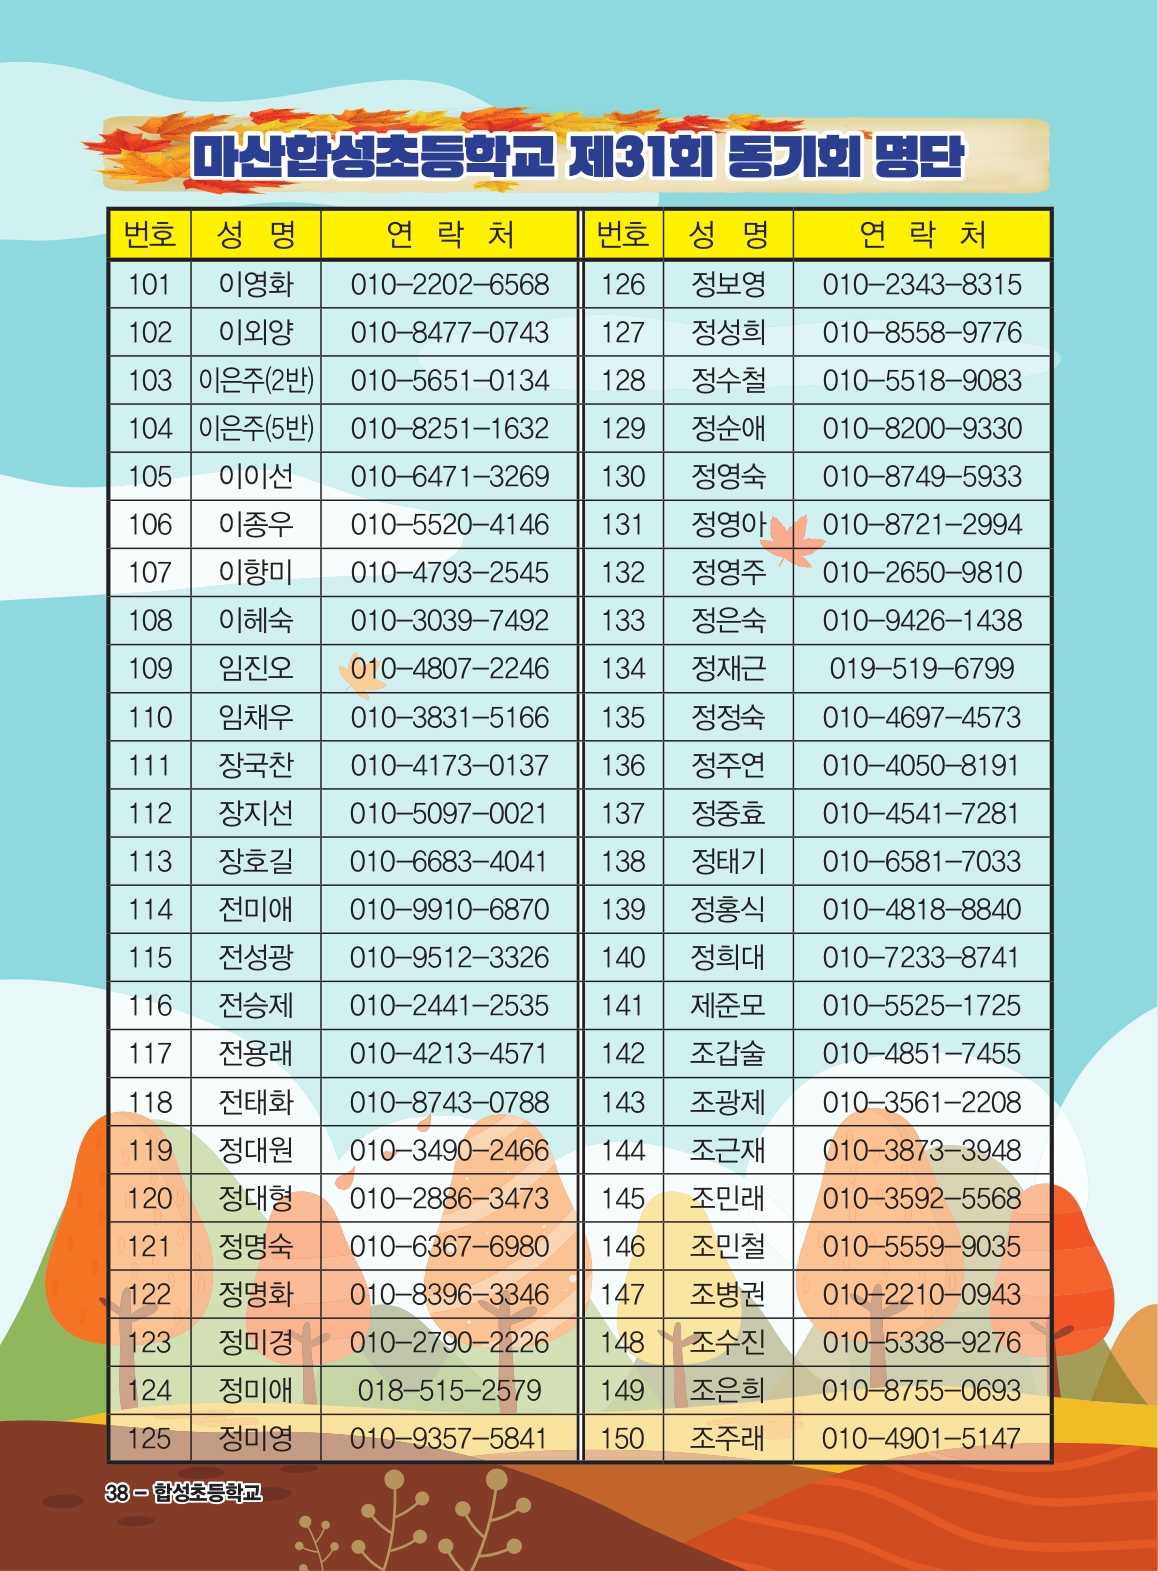 마산합성초등학교 제31회 동기회 명단
번호 성 명 연 락 처 번호 성 명 연 락 처
101 이영화 010-2202-6568 126 정보영 010-2343-8315
102 이외양 010-8477-0743 127 정성희 010-8558-9776
103 이은주(2반) 010-5651-0134 128 정수철 010-5518-9083
104 이은주(5반) 010-8251-1632 129 정순애 010-8200-9330
105 이이선 010-6471-3269 130 정영숙 010-8749-5933
106 이종우 010-5520-4146 131 정영아 010-8721-2994
107 이향미 010-4793-2545 132 정영주 010-2650-9810
108 이혜숙 010-3039-7492 133 정은숙 010-9426-1438
109 임진오 010-4807-2246 134 정재근 019-519-6799
110 임채우 010-3831-5166 135 정정숙 010-4697-4573
111 장국찬 010-4173-0137 136 정주연 010-4050-8191
112 장지선 010-5097-0021 137 정중효 010-4541-7281
113 장호길 010-6683-4041 138 정태기 010-6581-7033
114 전미애 010-9910-6870 139 정홍식 010-4818-8840
115 전성광 010-9512-3326 140 정희대 010-7233-8741
116 전승제 010-2441-2535 141 제준모 010-5525-1725
117 전용래 010-4213-4571 142 조갑술 010-4851-7455
118 전태화 010-8743-0788 143 조광제 010-3561-2208
119 정대원 010-3490-2466 144 조근재 010-3873-3948
120 정대형 010-2886-3473 145 조민래 010-3592-5568
121 정명숙 010-6367-6980 146 조민철 010-5559-9035
122 정명화 010-8396-3346 147 조병권 010-2210-0943
123 정미경 010-2790-2226 148 조수진 010-5338-9276
124 정미애 018-515-2579 149 조은희 010-8755-0693
125 정미영 010-9357-5841 150 조주래 010-4901-5147
38 - 합성초등학교